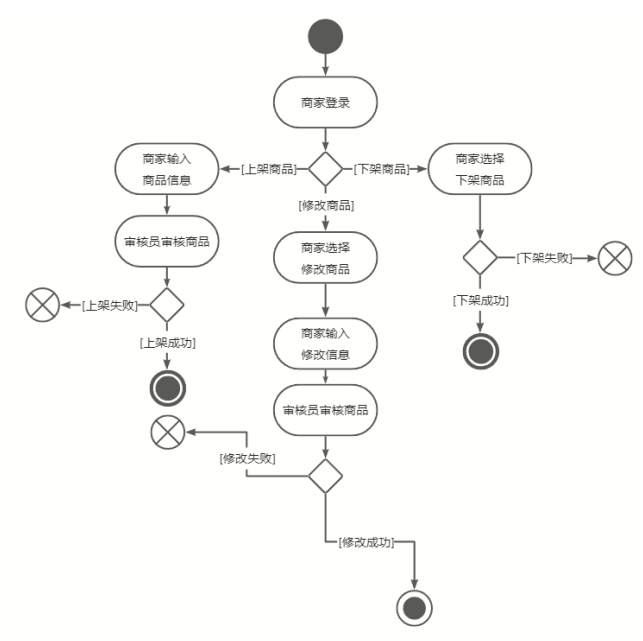 商家登录
[上架商品]
[下架商品]
商家输入
商品信息
商家选择
下架商品
[修改商品]
审核员审核商品
商家选择
修改商品
[下架失败]
[上架失败]
[下架成功]
[上架成功]
商家输入
修改信息
审核员审核商品
[修改失败]
[修改成功]